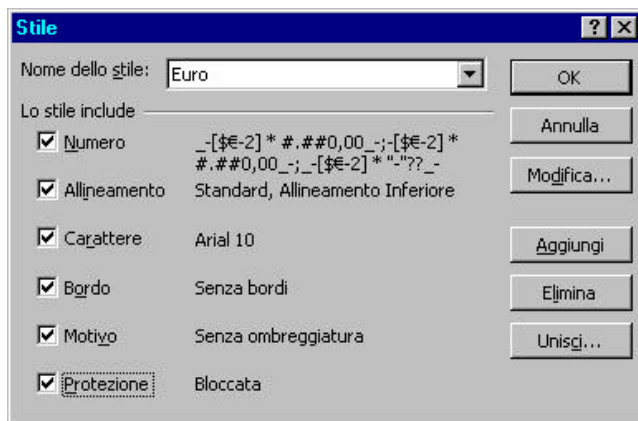 Stile
Nome dello stile: Euro
OK
Lo stile include
Annulla
Numero _-[$€-2] * #.##0,00_-;-[$€-2] *
#.##0,00_-;_-[$€-2] * "-"??_-
Modifica...
Allineamento Standard, Allineamento Inferiore
Carattere Arial 10
Aggiungi
Bordo Senza bordi
Elimina
Motivo Senza ombreggiatura
Unisci...
Protezione Bloccata